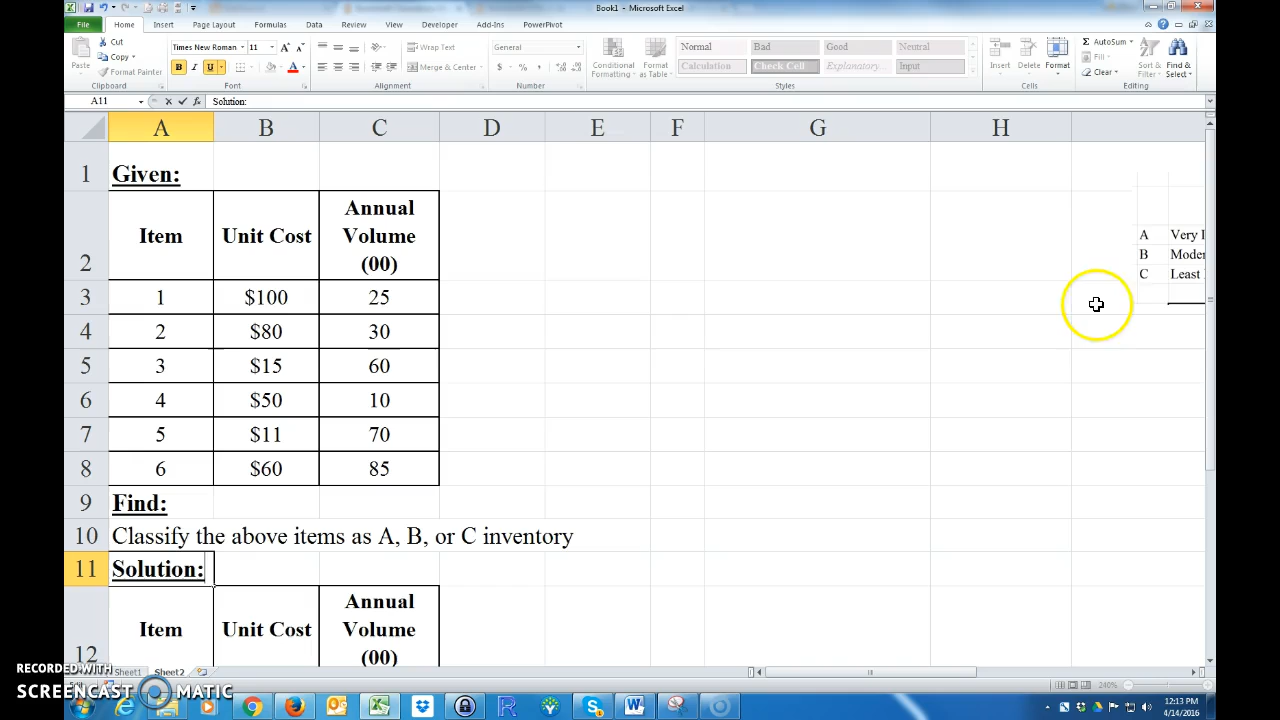 Book1 - Microsoft Excel
File Home Insert Page Layout Formulas Data Review View Developer Add-Ins PowerPivot
Cut
Copy
Format Painter
Paste
Clipboard
Times New Roman 11
B I U
Font
Wrap Text
Merge & Center
Alignment
General
$ % ,
Number
Conditional Formatting
Format as Table
Normal Bad Good Neutral
Calculation Check Cell Explanatory... Input
Styles
Insert Delete Format
Cells
AutoSum
Fill
Clear
Sort & Filter
Find & Select
Editing
A11 Solution:
A B C D E F G H
1 Given:
2 Item Unit Cost Annual Volume (00)
3 1 $100 25
4 2 $80 30
5 3 $15 60
6 4 $50 10
7 5 $11 70
8 6 $60 85
9 Find:
10 Classify the above items as A, B, or C inventory
11 Solution:
12 Item Unit Cost Annual Volume (00)
A Very I
B Moder
C Least
Sheet1 Sheet2
240%
RECORDED WITH
SCREENCAST MATIC
12:13 PM
4/14/2016